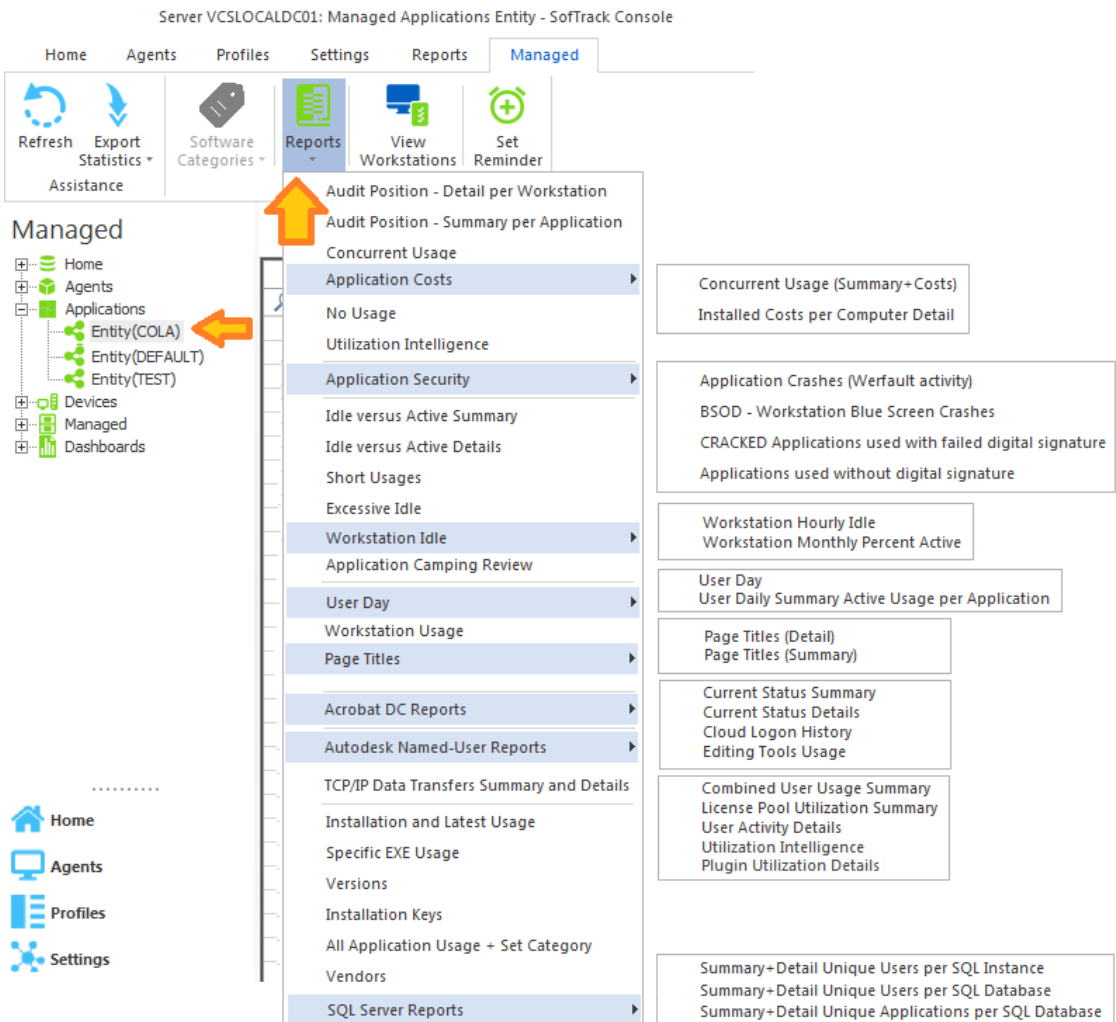 Server VCSLOCALDC01: Managed Applications Entity - SofTrack Console
Home Agents Profiles Settings Reports Managed
Refresh Export Statistics Software Categories Reports View Workstations Set Reminder
Assistance
Managed
Home
Agents
Applications
Entity(COLA)
Entity(DEFAULT)
Entity(TEST)
Devices
Managed
Dashboards
Home
Agents
Profiles
Settings
Audit Position - Detail per Workstation
Audit Position - Summary per Application
Concurrent Usage
Application Costs
No Usage
Utilization Intelligence
Application Security
Idle versus Active Summary
Idle versus Active Details
Short Usages
Excessive Idle
Workstation Idle
Application Camping Review
User Day
Workstation Usage
Page Titles
Acrobat DC Reports
Autodesk Named-User Reports
TCP/IP Data Transfers Summary and Details
Installation and Latest Usage
Specific EXE Usage
Versions
Installation Keys
All Application Usage + Set Category
Vendors
SQL Server Reports
Concurrent Usage (Summary+Costs)
Installed Costs per Computer Detail
Application Crashes (Werfault activity)
BSOD - Workstation Blue Screen Crashes
CRACKED Applications used with failed digital signature
Applications used without digital signature
Workstation Hourly Idle
Workstation Monthly Percent Active
User Day
User Daily Summary Active Usage per Application
Page Titles (Detail)
Page Titles (Summary)
Current Status Summary
Current Status Details
Cloud Logon History
Editing Tools Usage
Combined User Usage Summary
License Pool Utilization Summary
User Activity Details
Utilization Intelligence
Plugin Utilization Details
Summary+Detail Unique Users per SQL Instance
Summary+Detail Unique Users per SQL Database
Summary+Detail Unique Applications per SQL Database